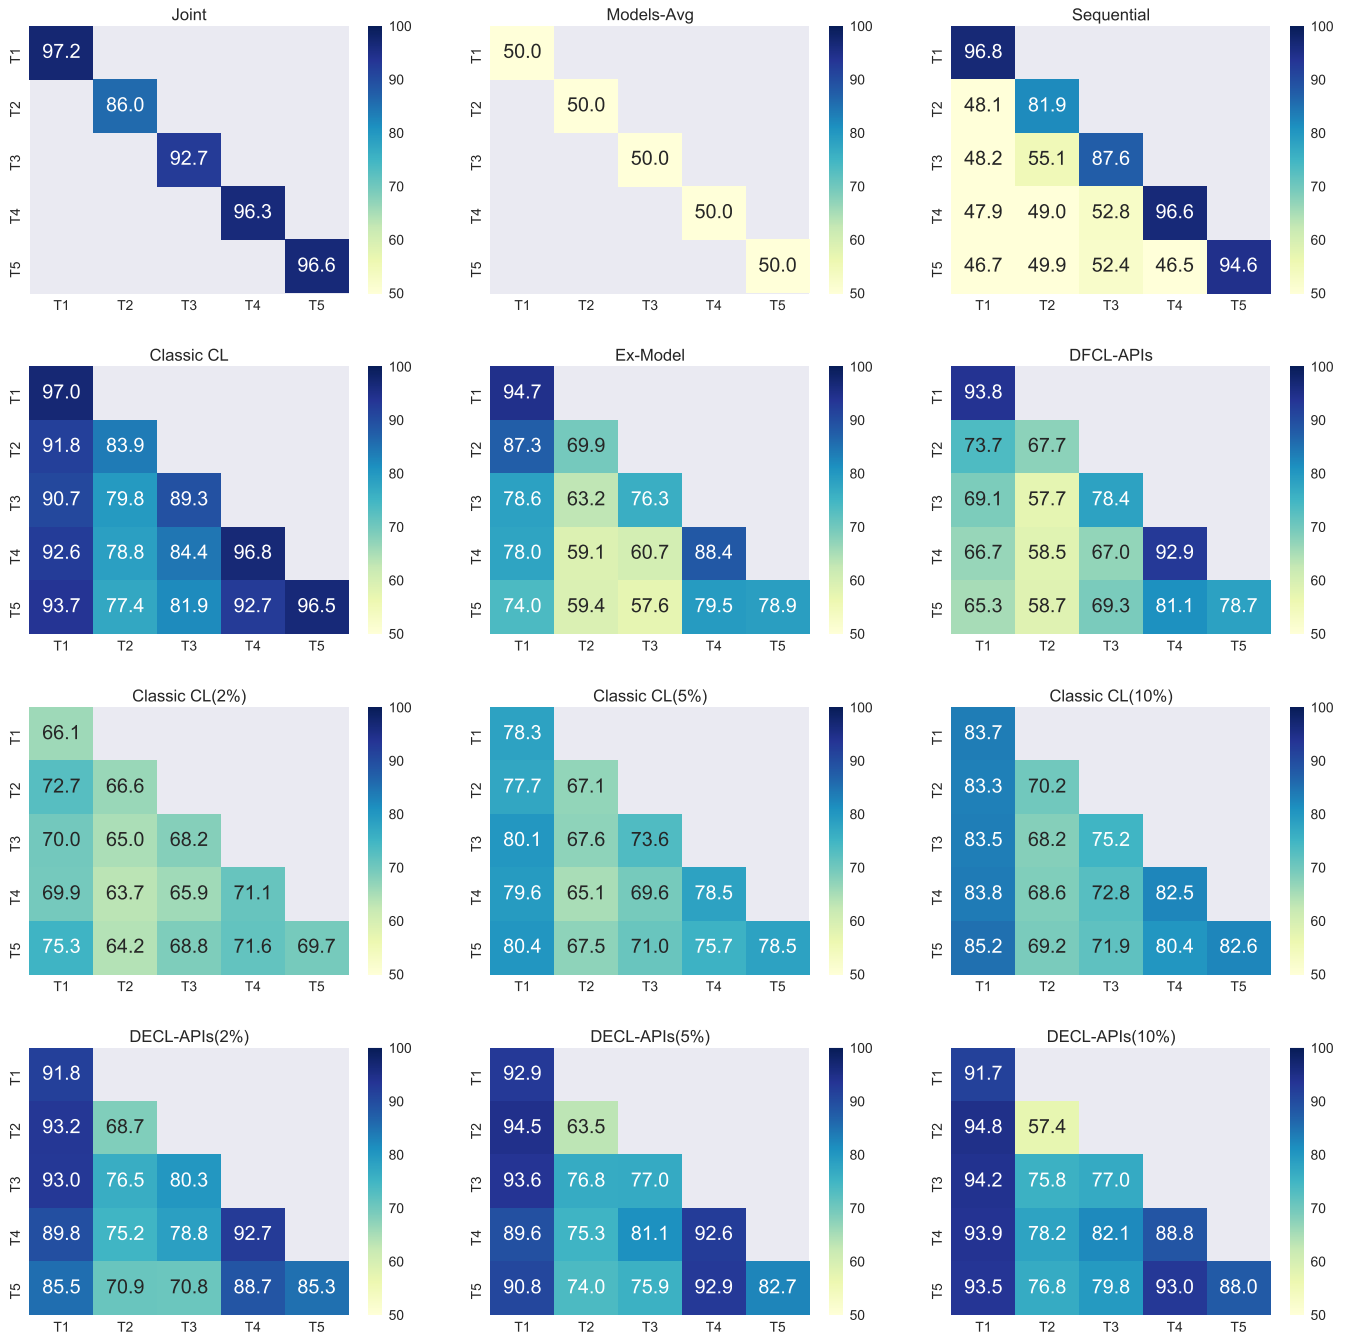 Joint
T1 97.2 100
T2 86.0 90
T3 92.7 80
T4 96.3 70
T5 96.6 60
50
T1 T2 T3 T4 T5
Models-Avg
T1 50.0 100
T2 50.0 90
T3 50.0 80
T4 50.0 70
T5 50.0 60
50
T1 T2 T3 T4 T5
Sequential
T1 96.8 100
T2 48.1 81.9 90
T3 48.2 55.1 87.6 80
T4 47.9 49.0 52.8 96.6 70
T5 46.7 49.9 52.4 46.5 94.6 60
50
T1 T2 T3 T4 T5
Classic CL
T1 97.0 100
T2 91.8 83.9 90
T3 90.7 79.8 89.3 80
T4 92.6 78.8 84.4 96.8 70
T5 93.7 77.4 81.9 92.7 96.5 60
50
T1 T2 T3 T4 T5
Ex-Model
T1 94.7 100
T2 87.3 69.9 90
T3 78.6 63.2 76.3 80
T4 78.0 59.1 60.7 88.4 70
T5 74.0 59.4 57.6 79.5 78.9 60
50
T1 T2 T3 T4 T5
DFCL-APIs
T1 93.8 100
T2 73.7 67.7 90
T3 69.1 57.7 78.4 80
T4 66.7 58.5 67.0 92.9 70
T5 65.3 58.7 69.3 81.1 78.7 60
50
T1 T2 T3 T4 T5
Classic CL(2%)
T1 66.1 100
T2 72.7 66.6 90
T3 70.0 65.0 68.2 80
T4 69.9 63.7 65.9 71.1 70
T5 75.3 64.2 68.8 71.6 69.7 60
50
T1 T2 T3 T4 T5
Classic CL(5%)
T1 78.3 100
T2 77.7 67.1 90
T3 80.1 67.6 73.6 80
T4 79.6 65.1 69.6 78.5 70
T5 80.4 67.5 71.0 75.7 78.5 60
50
T1 T2 T3 T4 T5
Classic CL(10%)
T1 83.7 100
T2 83.3 70.2 90
T3 83.5 68.2 75.2 80
T4 83.8 68.6 72.8 82.5 70
T5 85.2 69.2 71.9 80.4 82.6 60
50
T1 T2 T3 T4 T5
DECL-APIs(2%)
T1 91.8 100
T2 93.2 68.7 90
T3 93.0 76.5 80.3 80
T4 89.8 75.2 78.8 92.7 70
T5 85.5 70.9 70.8 88.7 85.3 60
50
T1 T2 T3 T4 T5
DECL-APIs(5%)
T1 92.9 100
T2 94.5 63.5 90
T3 93.6 76.8 77.0 80
T4 89.6 75.3 81.1 92.6 70
T5 90.8 74.0 75.9 92.9 82.7 60
50
T1 T2 T3 T4 T5
DECL-APIs(10%)
T1 91.7 100
T2 94.8 57.4 90
T3 94.2 75.8 77.0 80
T4 93.9 78.2 82.1 88.8 70
T5 93.5 76.8 79.8 93.0 88.0 60
50
T1 T2 T3 T4 T5